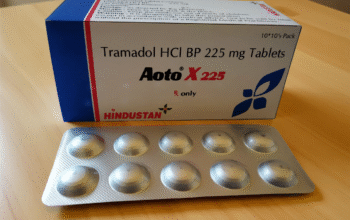 10*10's Pack
Tramadol HCl BP 225 mg Tablets
Aoto X 225
℞ only
HINDUSTAN